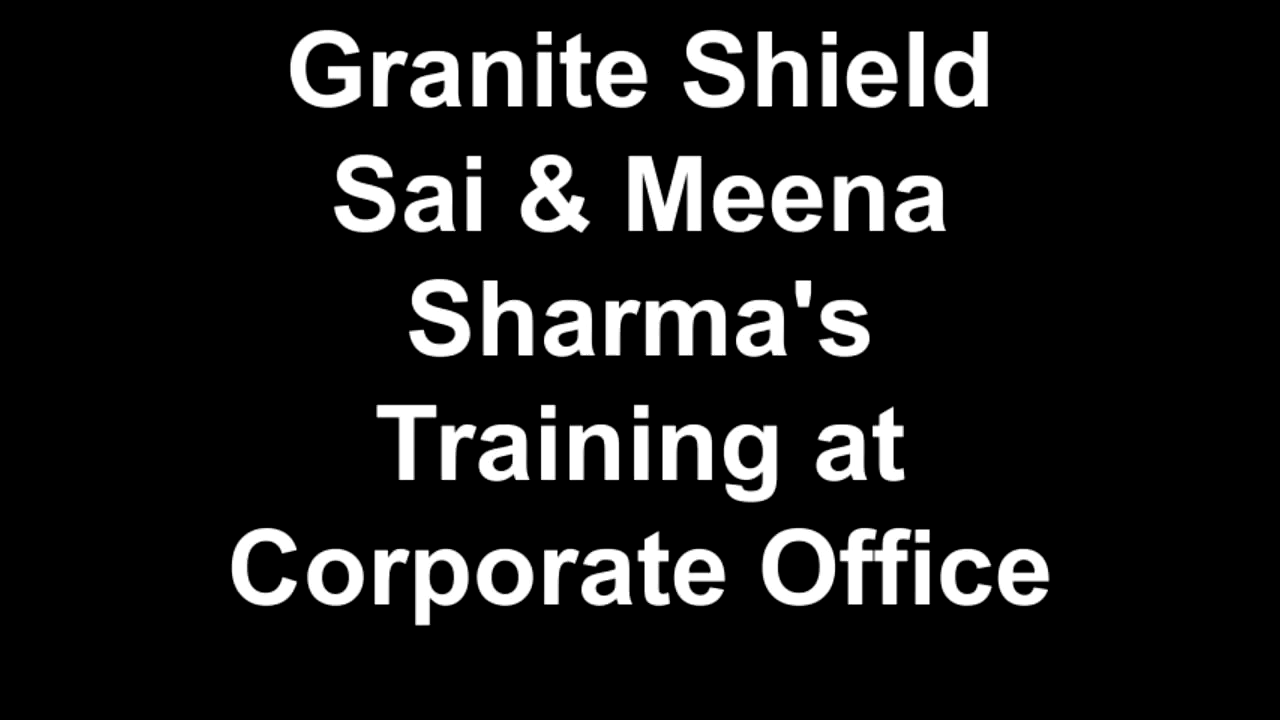 Granite Shield
Sai & Meena
Sharma's
Training at
Corporate Office